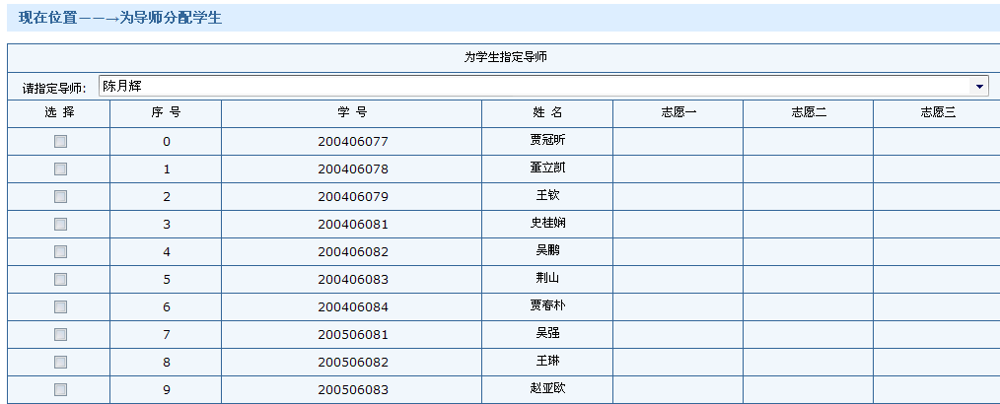 现在位置——→为导师分配学生
为学生指定导师
请指定导师: 陈月辉
选 择 序 号 学 号 姓 名 志愿一 志愿二 志愿三
0 200406077 贾冠昕
1 200406078 董立凯
2 200406079 王钦
3 200406081 史桂娴
4 200406082 吴鹏
5 200406083 荆山
6 200406084 贾春朴
7 200506081 吴强
8 200506082 王琳
9 200506083 赵亚欧